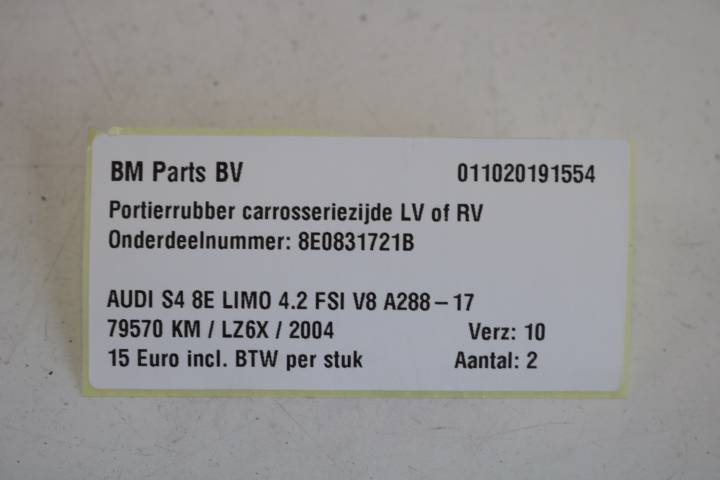 BM Parts BV 011020191554
Portierrubber carrosseriezijde LV of RV
Onderdeelnummer: 8E0831721B
AUDI S4 8E LIMO 4.2 FSI V8 A288-17
79570 KM / LZ6X / 2004 Verz: 10
15 Euro incl. BTW per stuk Aantal: 2